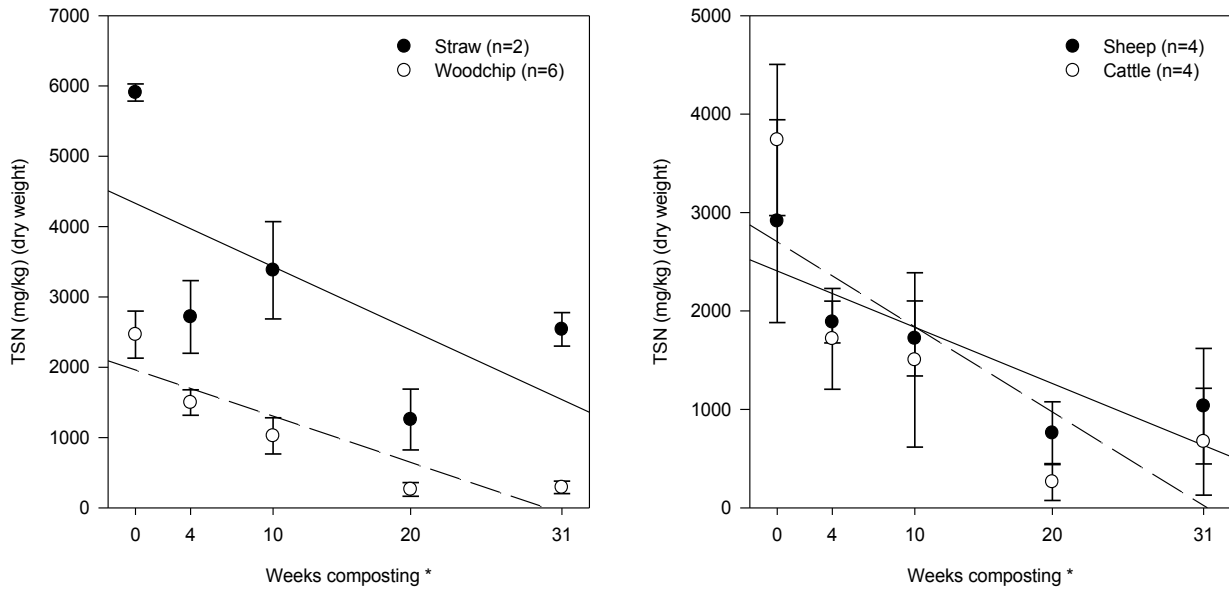 7000
6000
5000
4000
3000
2000
1000
0
TSN (mg/kg) (dry weight)
Straw (n=2)
Woodchip (n=6)
0 4 10 20 31
Weeks composting *
5000
4000
3000
2000
1000
0
TSN (mg/kg) (dry weight)
Sheep (n=4)
Cattle (n=4)
0 4 10 20 31
Weeks composting *